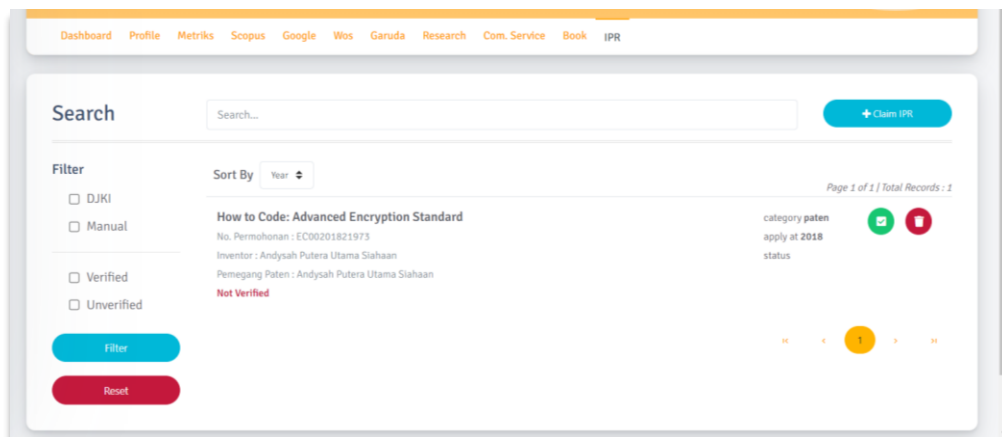 Dashboard Profile Metriks Scopus Google Wos Garuda Research Com. Service Book IPR
Search
Search...
Claim IPR
Filter
DJKI
Manual
Verified
Unverified
Filter
Reset
Sort By Year
Page 1 of 1 | Total Records : 1
How to Code: Advanced Encryption Standard
No. Permohonan : EC00201821973
Inventor : Andysah Putera Utama Siahaan
Pemegang Paten : Andysah Putera Utama Siahaan
Not Verified
category paten
apply at 2018
status
1